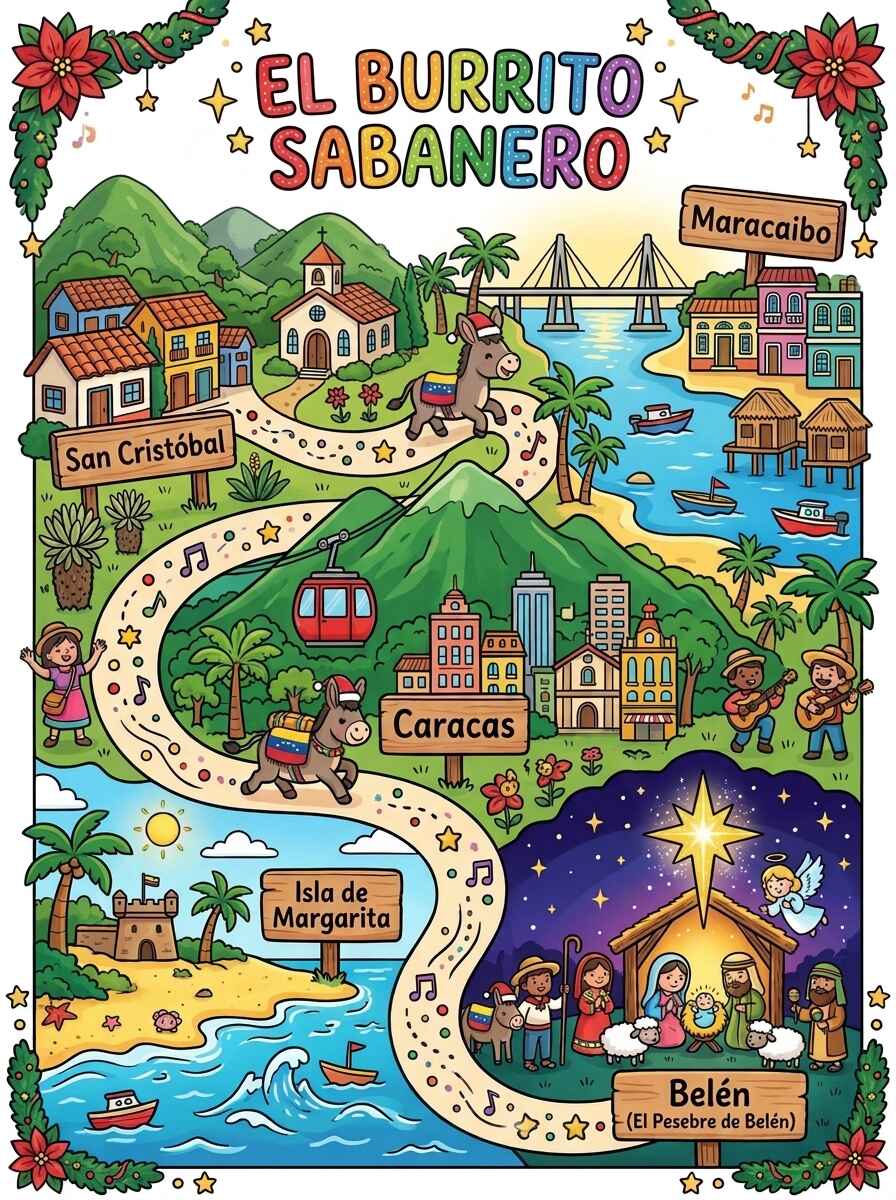 EL BURRITO
SABANERO
Maracaibo
San Cristóbal
Caracas
Isla de
Margarita
Belén
(El Pesebre de Belén)